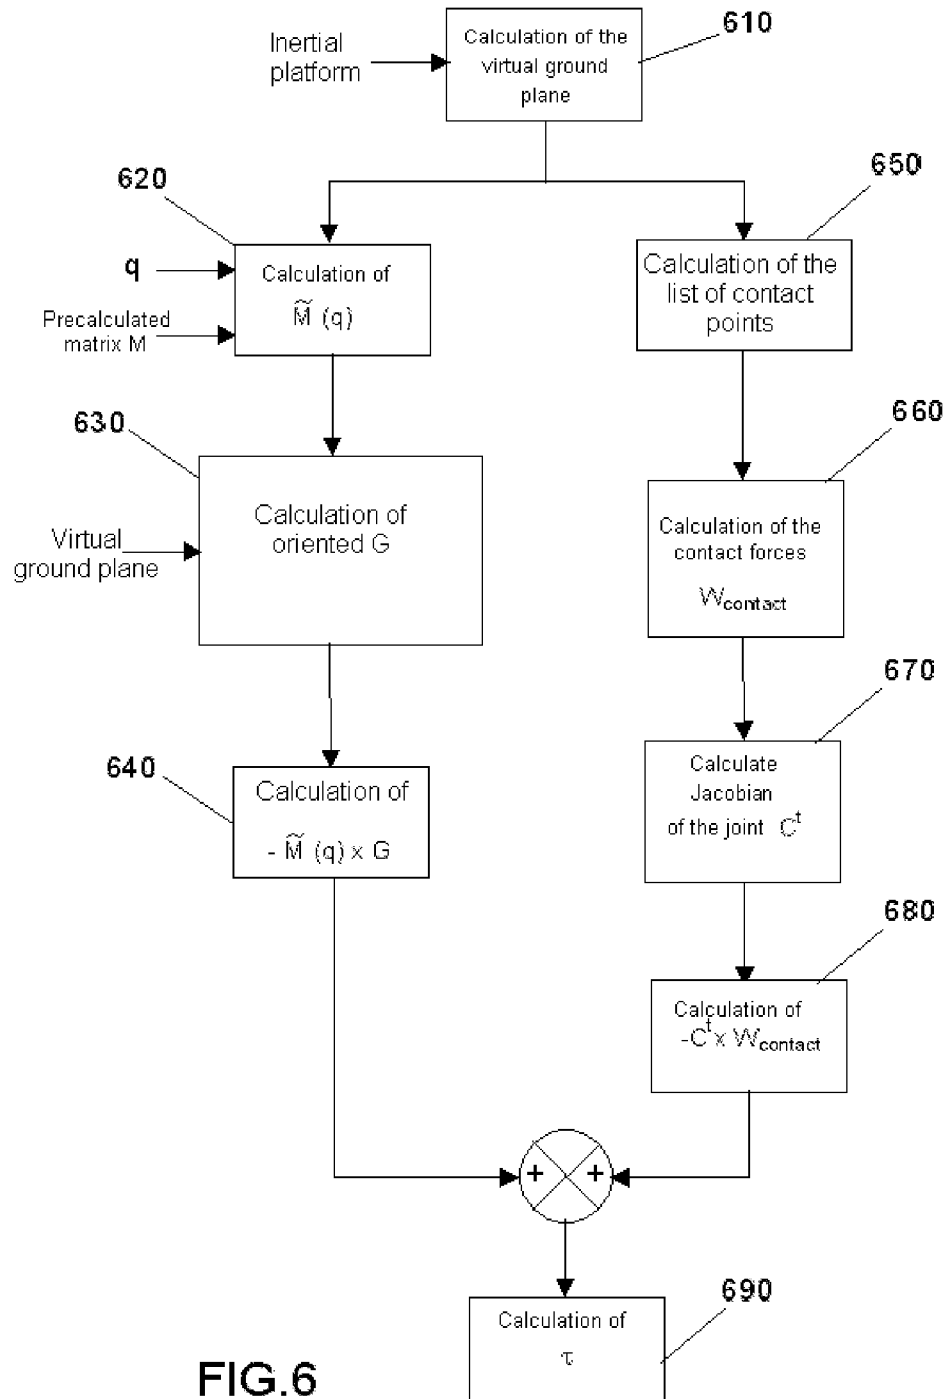 Inertial
platform
Calculation of the
virtual ground
plane
610
620
650
q
Precalculated
matrix M
Calculation of
M̃ (q)
Calculation of the
list of contact
points
630
660
Virtual
ground plane
Calculation of
oriented G
Calculation of the
contact forces
Wcontact
670
640
Calculation of
- M̃ (q) x G
Calculate
Jacobian
of the joint Cᵗ
680
Calculation of
-Cᵗx Wcontact
+ +
690
Calculation of
τ
FIG.6